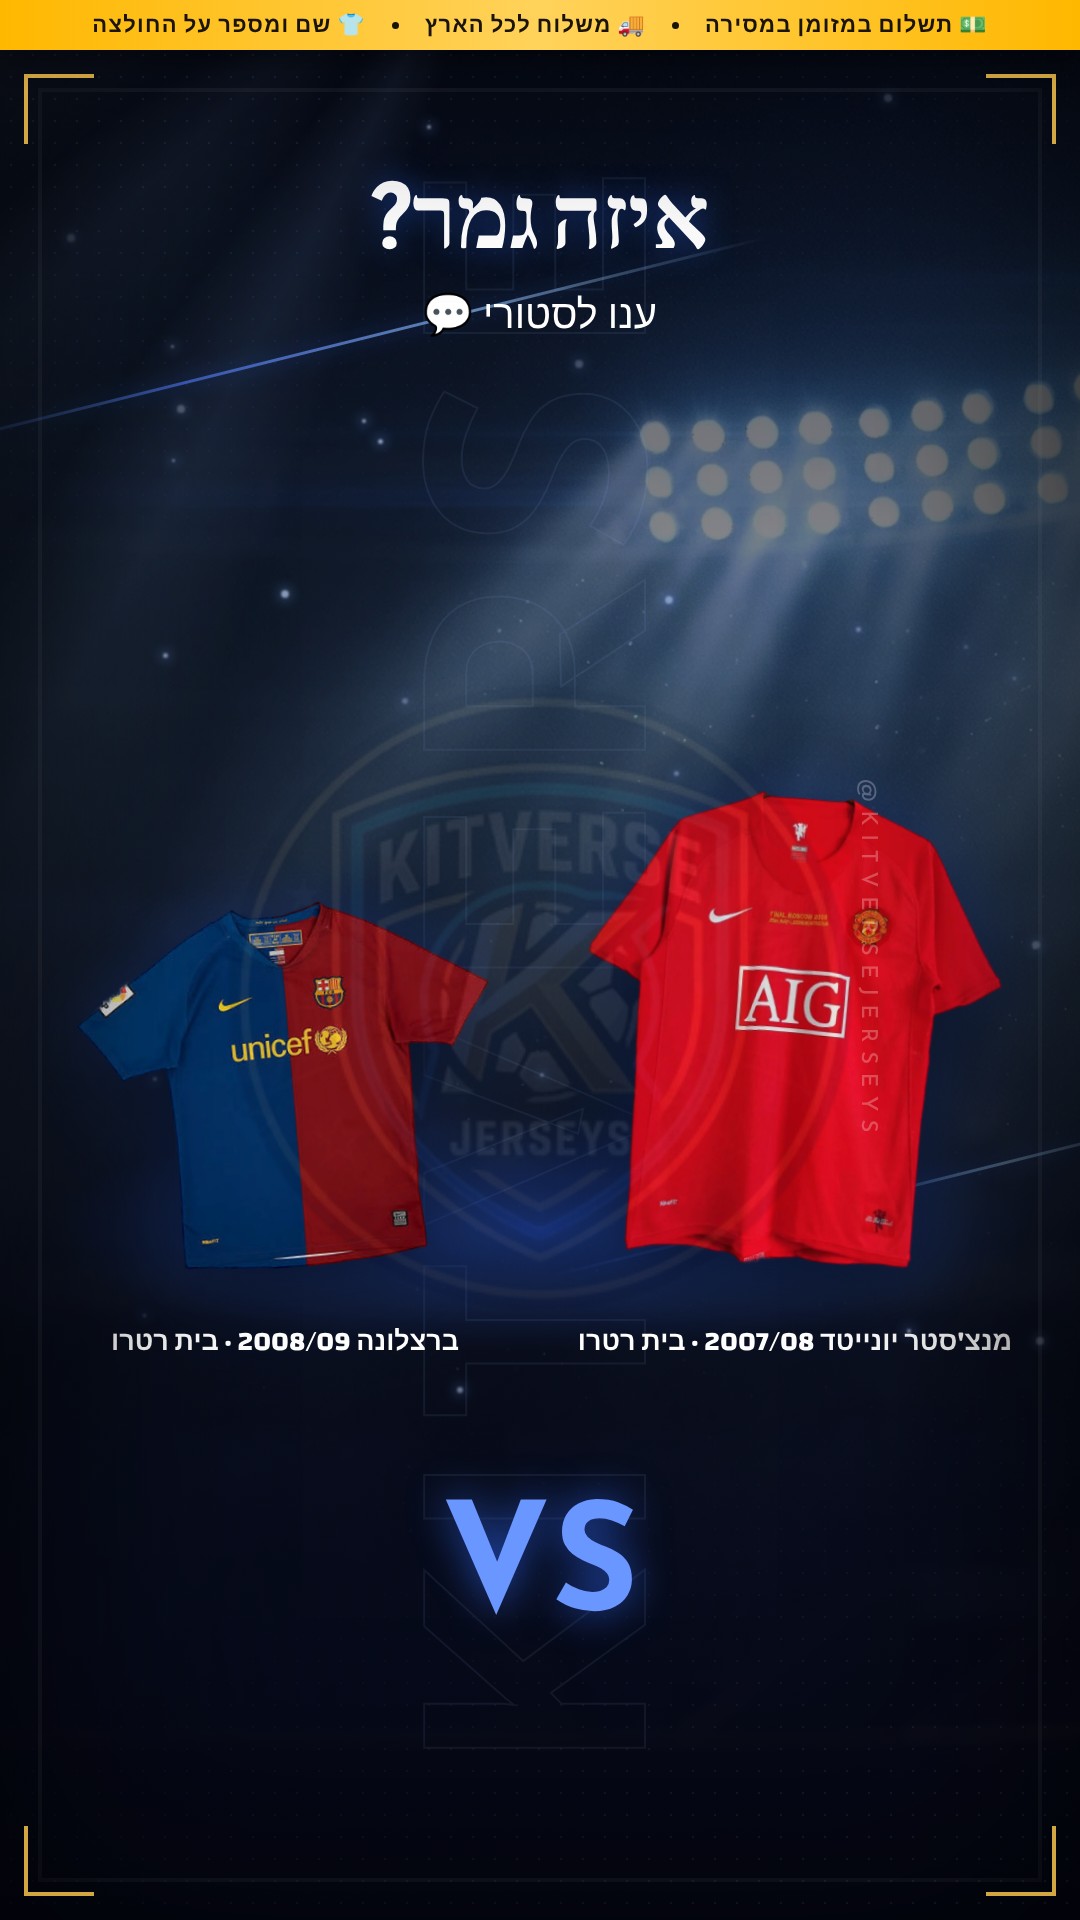 💵 תשלום במזומן במסירה • 🚚 משלוח לכל הארץ • 👕 שם ומספר על החולצה
איזה גמר?
ענו לסטורי 💬
@KITVERSEJERSEYS
KITVERSE
JERSEYS
unicef
AIG
מנצ'סטר יונייטד 2007/08 · בית רטרו
ברצלונה 2008/09 · בית רטרו
VS